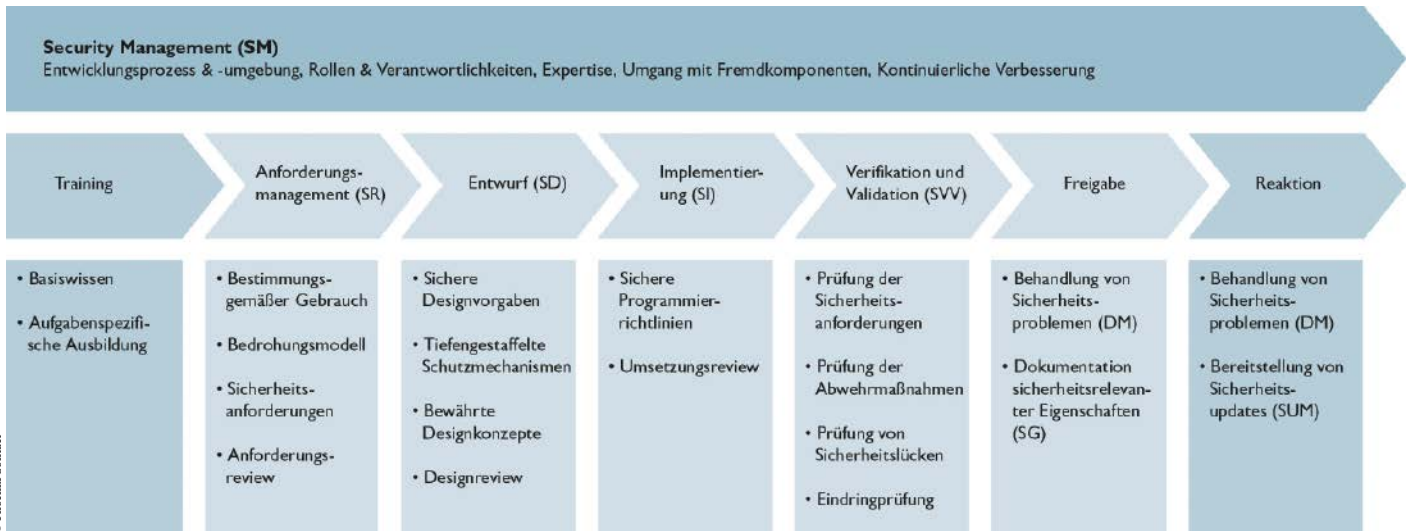 Security Management (SM)
Entwicklungsprozess & -umgebung, Rollen & Verantwortlichkeiten, Expertise, Umgang mit Fremdkomponenten, Kontinuierliche Verbesserung
Training
Anforderungs-
management (SR)
Entwurf (SD)
Implementier-
ung (SI)
Verifikation und
Validation (SVV)
Freigabe
Reaktion
• Basiswissen
• Aufgabenspezifi-
sche Ausbildung
• Bestimmungs-
gemäßer Gebrauch
• Bedrohungsmodell
• Sicherheits-
anforderungen
• Anforderungs-
review
• Sichere
Designvorgaben
• Tiefengestaffelte
Schutzmechanismen
• Bewährte
Designkonzepte
• Designreview
• Sichere
Programmier-
richtlinien
• Umsetzungsreview
• Prüfung der
Sicherheits-
anforderungen
• Prüfung der
Abwehrmaßnahmen
• Prüfung von
Sicherheitslücken
• Eindringprüfung
• Behandlung von
Sicherheits-
problemen (DM)
• Dokumentation
sicherheitsrelevan-
ter Eigenschaften
(SG)
• Behandlung von
Sicherheits-
problemen (DM)
• Bereitstellung von
Sicherheits-
updates (SUM)